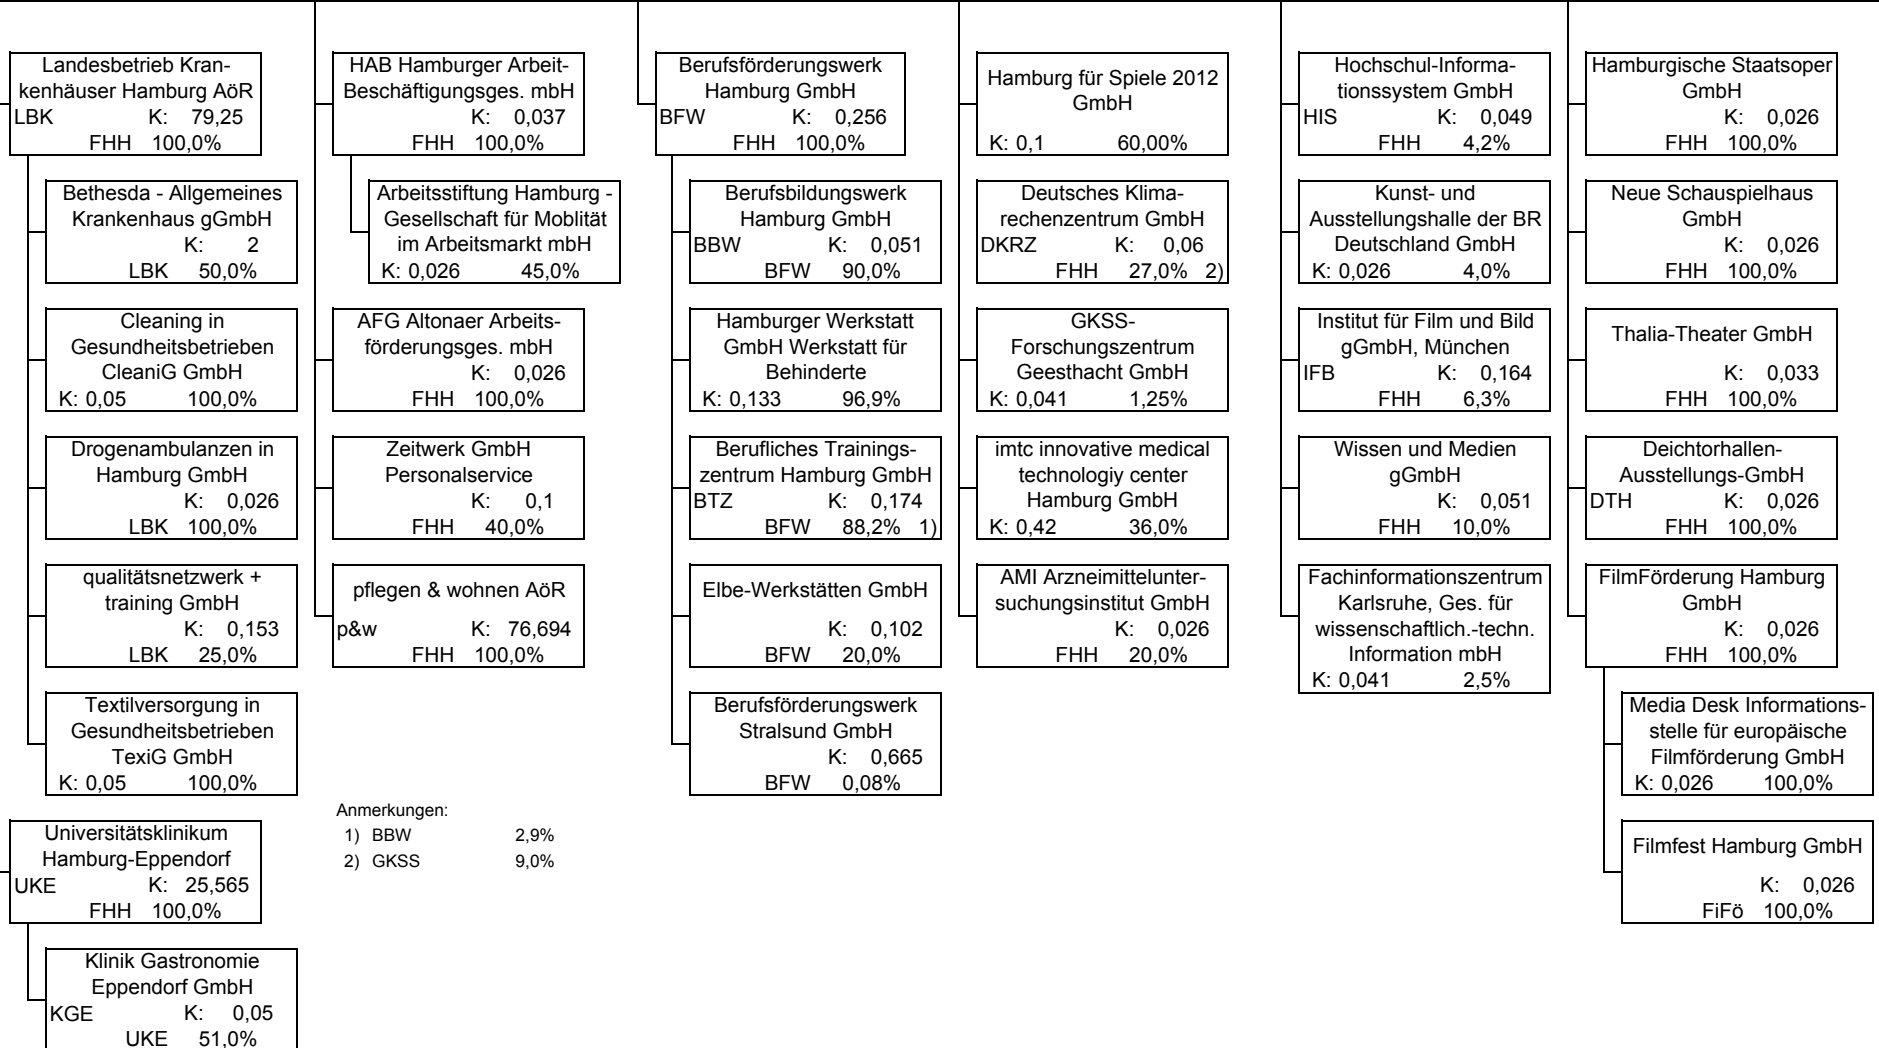 Landesbetrieb Kran-
kenhäuser Hamburg AöR
LBK K: 79,25
FHH 100,0%
Bethesda - Allgemeines
Krankenhaus gGmbH
K: 2
LBK 50,0%
Cleaning in
Gesundheitsbetrieben
CleaniG GmbH
K: 0,05 100,0%
Drogenambulanzen in
Hamburg GmbH
K: 0,026
LBK 100,0%
qualitätsnetzwerk +
training GmbH
K: 0,153
LBK 25,0%
Textilversorgung in
Gesundheitsbetrieben
TexiG GmbH
K: 0,05 100,0%
Universitätsklinikum
Hamburg-Eppendorf
UKE K: 25,565
FHH 100,0%
Klinik Gastronomie
Eppendorf GmbH
KGE K: 0,05
UKE 51,0%
HAB Hamburger Arbeit-
Beschäftigungsges. mbH
K: 0,037
FHH 100,0%
Arbeitsstiftung Hamburg -
Gesellschaft für Moblität
im Arbeitsmarkt mbH
K: 0,026 45,0%
AFG Altonaer Arbeits-
förderungsges. mbH
K: 0,026
FHH 100,0%
Zeitwerk GmbH
Personalservice
K: 0,1
FHH 40,0%
pflegen & wohnen AöR
p&w K: 76,694
FHH 100,0%
Anmerkungen:
1) BBW 2,9%
2) GKSS 9,0%
Berufsförderungswerk
Hamburg GmbH
BFW K: 0,256
FHH 100,0%
Berufsbildungswerk
Hamburg GmbH
BBW K: 0,051
BFW 90,0%
Hamburger Werkstatt
GmbH Werkstatt für
Behinderte
K: 0,133 96,9%
Berufliches Trainings-
zentrum Hamburg GmbH
BTZ K: 0,174
BFW 88,2% 1)
Elbe-Werkstätten GmbH
K: 0,102
BFW 20,0%
Berufsförderungswerk
Stralsund GmbH
K: 0,665
BFW 0,08%
Hamburg für Spiele 2012
GmbH
K: 0,1 60,00%
Deutsches Klima-
rechenzentrum GmbH
DKRZ K: 0,06
FHH 27,0% 2)
GKSS-
Forschungszentrum
Geesthacht GmbH
K: 0,041 1,25%
imtc innovative medical
technologiy center
Hamburg GmbH
K: 0,42 36,0%
AMI Arzneimittelunter-
suchungsinstitut GmbH
K: 0,026
FHH 20,0%
Hochschul-Informa-
tionssystem GmbH
HIS K: 0,049
FHH 4,2%
Kunst- und
Ausstellungshalle der BR
Deutschland GmbH
K: 0,026 4,0%
Institut für Film und Bild
gGmbH, München
IFB K: 0,164
FHH 6,3%
Wissen und Medien
gGmbH
K: 0,051
FHH 10,0%
Fachinformationszentrum
Karlsruhe, Ges. für
wissenschaftlich.-techn.
Information mbH
K: 0,041 2,5%
Hamburgische Staatsoper
GmbH
K: 0,026
FHH 100,0%
Neue Schauspielhaus
GmbH
K: 0,026
FHH 100,0%
Thalia-Theater GmbH
K: 0,033
FHH 100,0%
Deichtorhallen-
Ausstellungs-GmbH
DTH K: 0,026
FHH 100,0%
FilmFörderung Hamburg
GmbH
K: 0,026
FHH 100,0%
Media Desk Informations-
stelle für europäische
Filmförderung GmbH
K: 0,026 100,0%
Filmfest Hamburg GmbH
K: 0,026
FiFö 100,0%